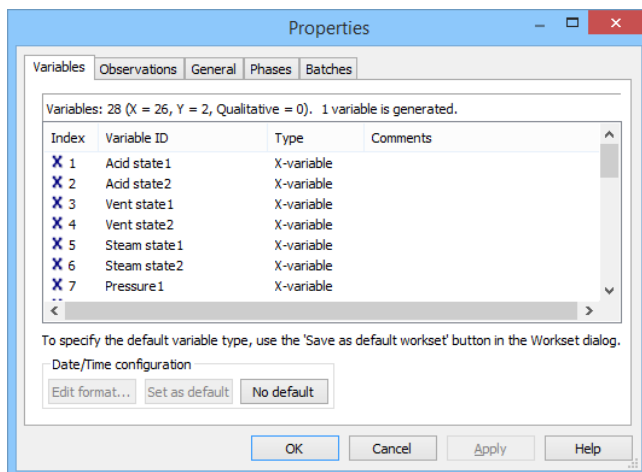 Properties
Variables Observations General Phases Batches
Variables: 28 (X = 26, Y = 2, Qualitative = 0). 1 variable is generated.
Index Variable ID Type Comments
X 1 Acid state1 X-variable
X 2 Acid state2 X-variable
X 3 Vent state1 X-variable
X 4 Vent state2 X-variable
X 5 Steam state1 X-variable
X 6 Steam state2 X-variable
X 7 Pressure1 X-variable
To specify the default variable type, use the 'Save as default workset' button in the Workset dialog.
Date/Time configuration
Edit format... Set as default No default
OK Cancel Apply Help